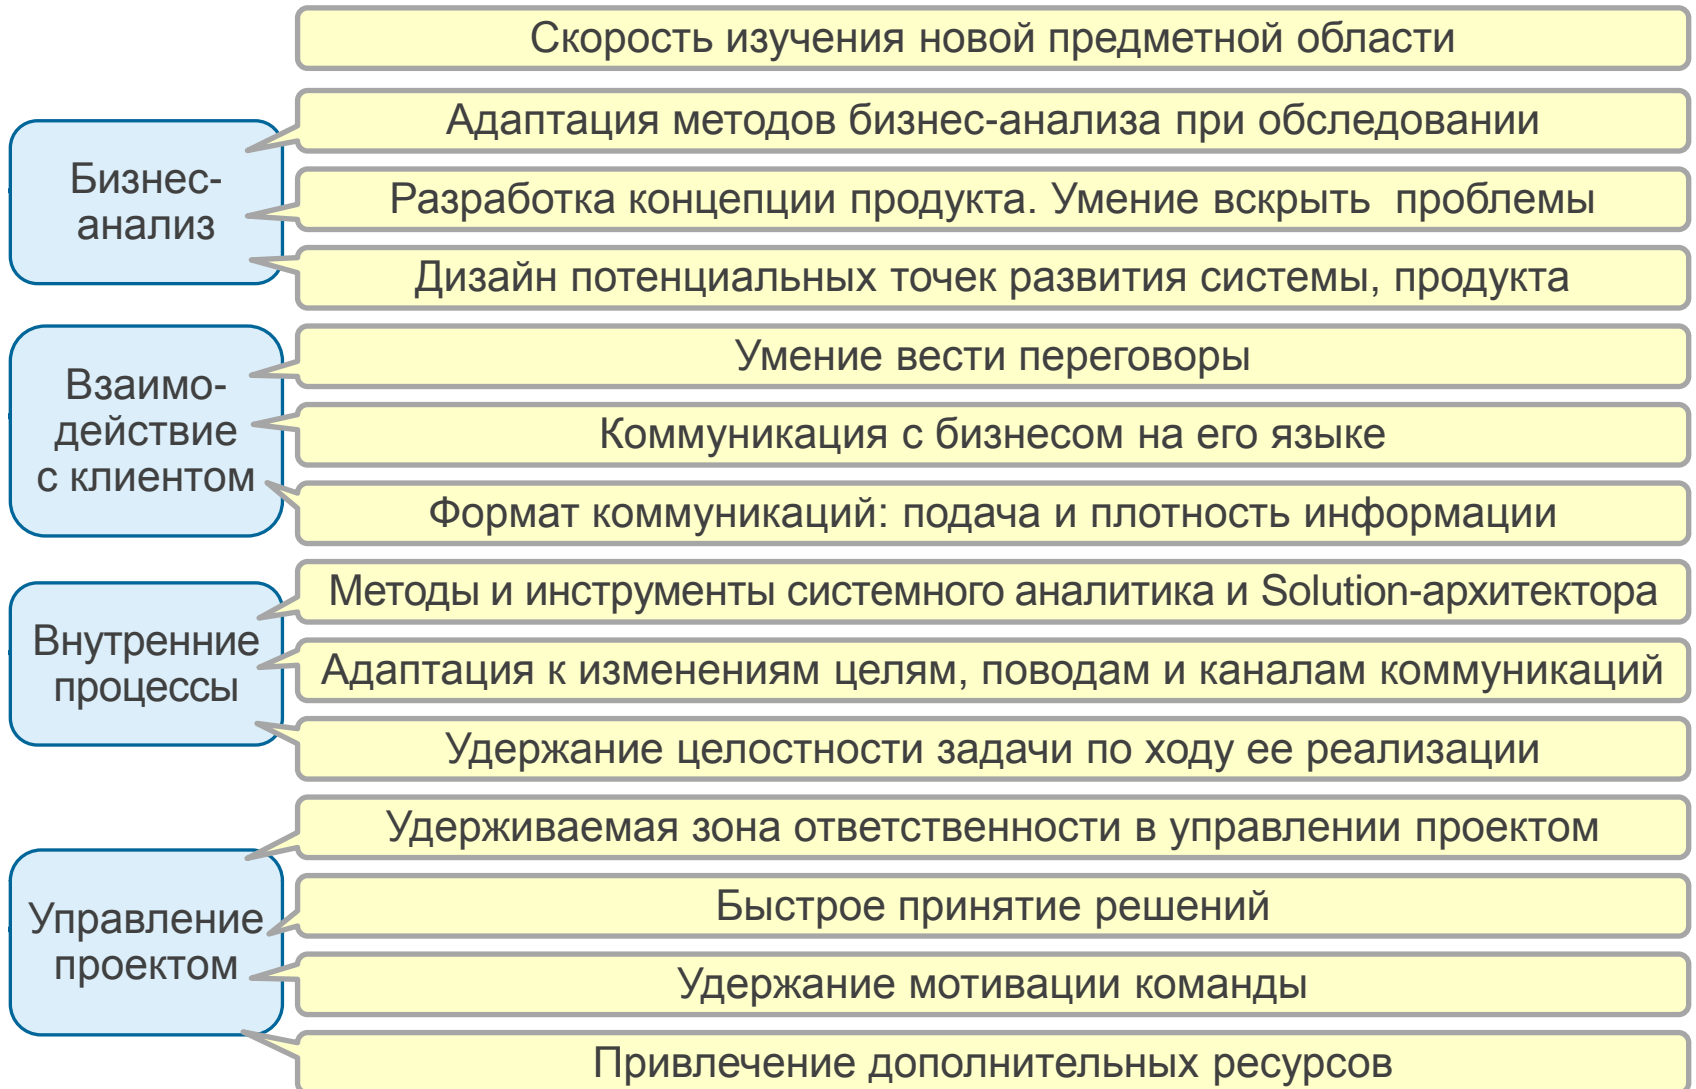 Скорость изучения новой предметной области
Бизнес-
анализ
Адаптация методов бизнес-анализа при обследовании
Разработка концепции продукта. Умение вскрыть  проблемы
Дизайн потенциальных точек развития системы, продукта
Взаимо-
действие
с клиентом
Умение вести переговоры
Коммуникация с бизнесом на его языке
Формат коммуникаций: подача и плотность информации
Внутренние
процессы
Методы и инструменты системного аналитика и Solution-архитектора
Адаптация к изменениям целям, поводам и каналам коммуникаций
Удержание целостности задачи по ходу ее реализации
Управление
проектом
Удерживаемая зона ответственности в управлении проектом
Быстрое принятие решений
Удержание мотивации команды
Привлечение дополнительных ресурсов